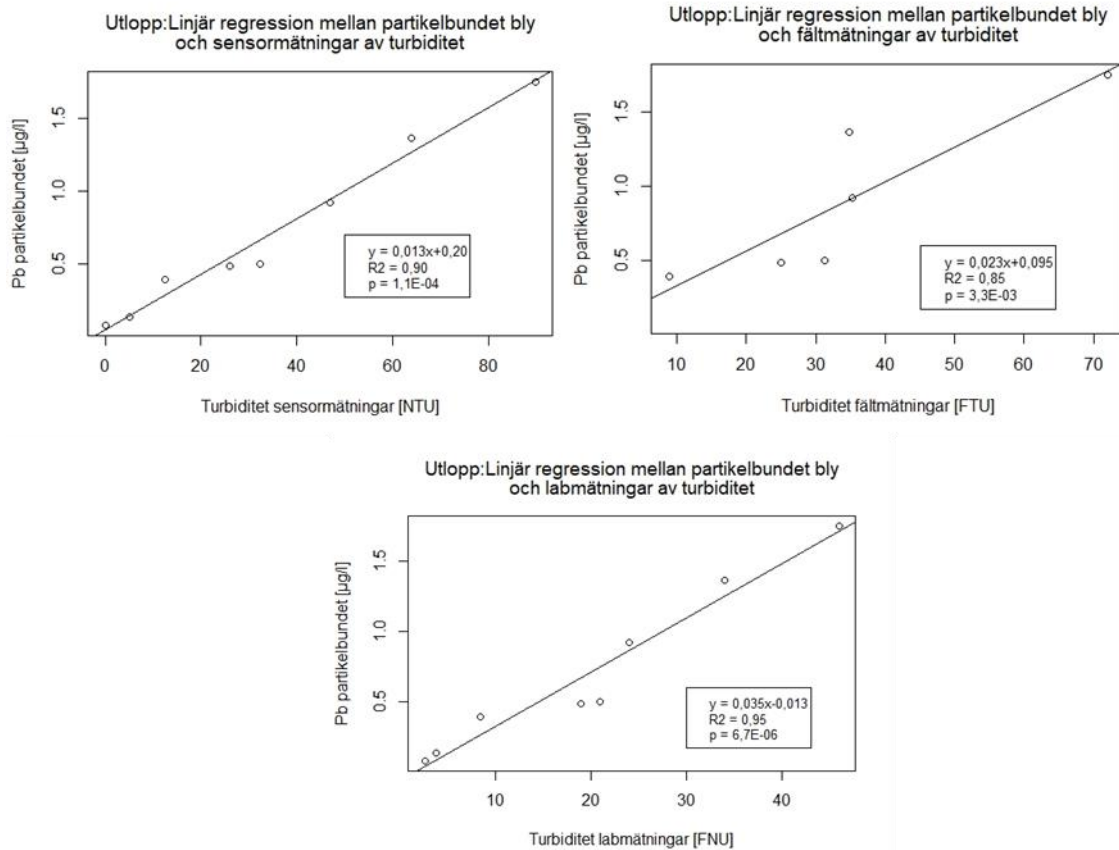 Utlopp:Linjär regression mellan partikelbundet bly
och sensormätningar av turbiditet
Pb partikelbundet [µg/l]
1.5
1.0
0.5
y = 0,013x+0,20
R2 = 0,90
p = 1,1E-04
0 20 40 60 80
Turbiditet sensormätningar [NTU]
Utlopp:Linjär regression mellan partikelbundet bly
och fältmätningar av turbiditet
Pb partikelbundet [µg/l]
1.5
1.0
0.5
y = 0,023x+0,095
R2 = 0,85
p = 3,3E-03
10 20 30 40 50 60 70
Turbiditet fältmätningar [FTU]
Utlopp:Linjär regression mellan partikelbundet bly
och labmätningar av turbiditet
Pb partikelbundet [µg/l]
1.5
1.0
0.5
y = 0,035x-0,013
R2 = 0,95
p = 6,7E-06
10 20 30 40
Turbiditet labmätningar [FNU]